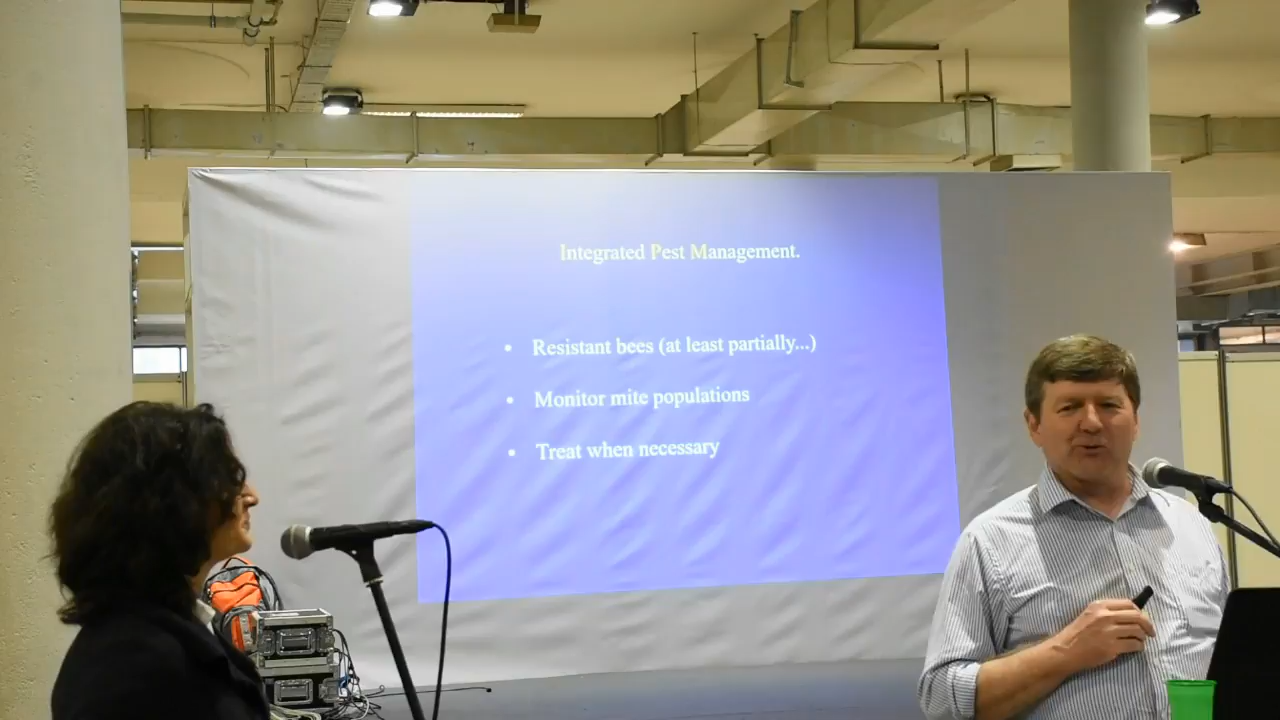 Integrated Pest Management.
• Resistant bees (at least partially...)
• Monitor mite populations
• Treat when necessary